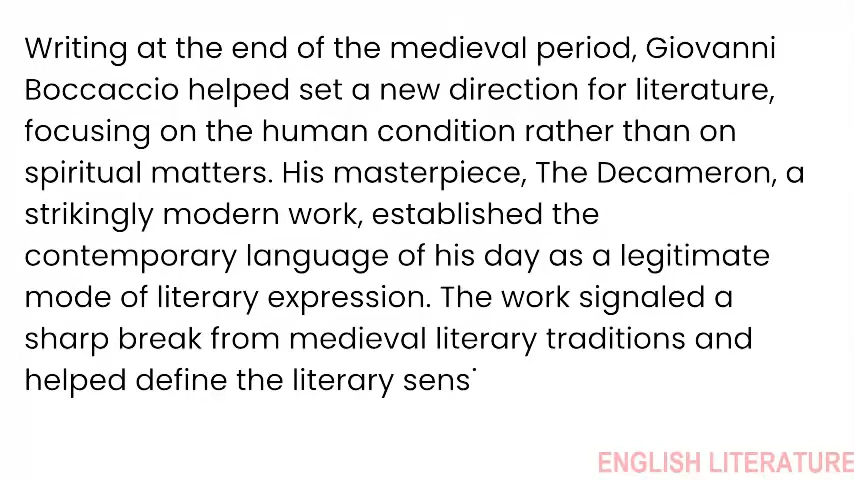 Writing at the end of the medieval period, Giovanni
Boccaccio helped set a new direction for literature,
focusing on the human condition rather than on
spiritual matters. His masterpiece, The Decameron, a
strikingly modern work, established the
contemporary language of his day as a legitimate
mode of literary expression. The work signaled a
sharp break from medieval literary traditions and
helped define the literary sens
ENGLISH LITERATURE